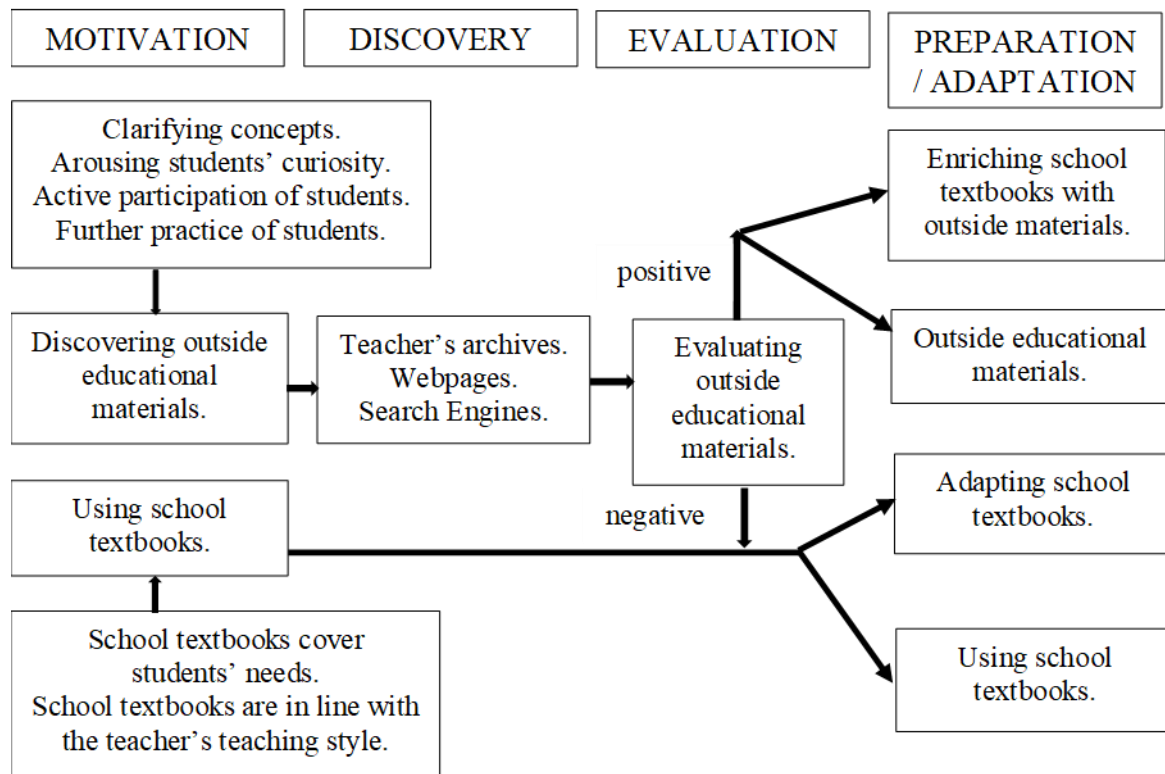 MOTIVATION
DISCOVERY
EVALUATION
PREPARATION
/ ADAPTATION
Clarifying concepts.
Arousing students’ curiosity.
Active participation of students.
Further practice of students.
Enriching school
textbooks with
outside materials.
positive
Discovering outside
educational
materials.
Teacher’s archives.
Webpages.
Search Engines.
Evaluating
outside
educational
materials.
Outside educational
materials.
Using school
textbooks.
negative
Adapting school
textbooks.
School textbooks cover
students’ needs.
School textbooks are in line with
the teacher’s teaching style.
Using school
textbooks.